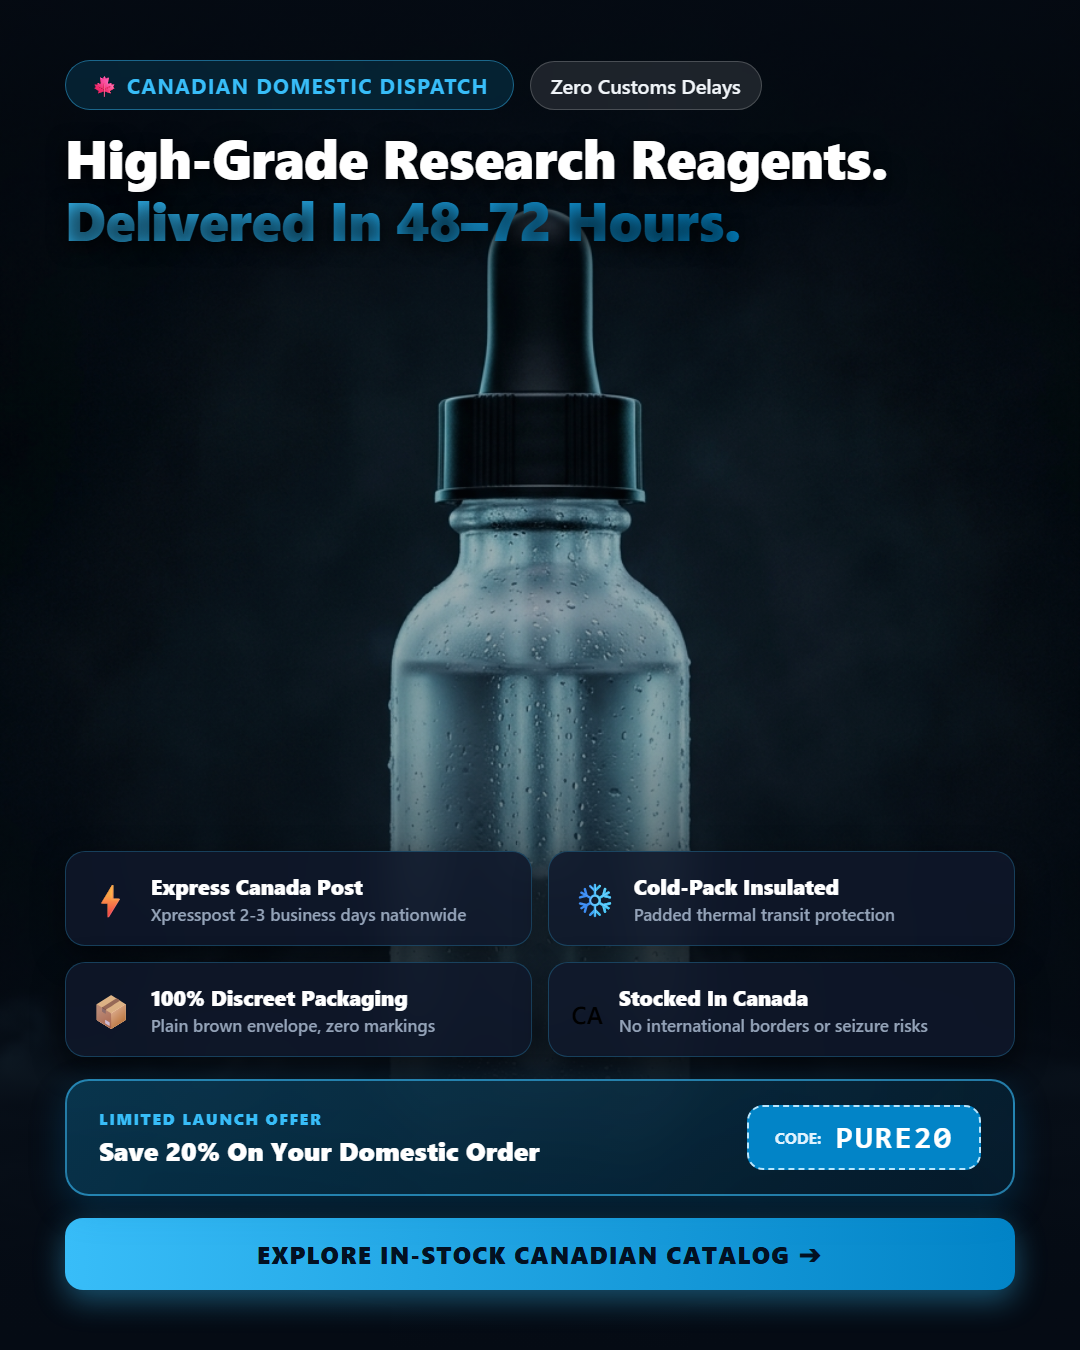 🍁 CANADIAN DOMESTIC DISPATCH
Zero Customs Delays
High-Grade Research Reagents.
Delivered In 48–72 Hours.
Express Canada Post
Xpresspost 2-3 business days nationwide
Cold-Pack Insulated
Padded thermal transit protection
100% Discreet Packaging
Plain brown envelope, zero markings
CA
Stocked In Canada
No international borders or seizure risks
LIMITED LAUNCH OFFER
Save 20% On Your Domestic Order
CODE: PURE20
EXPLORE IN-STOCK CANADIAN CATALOG ➔